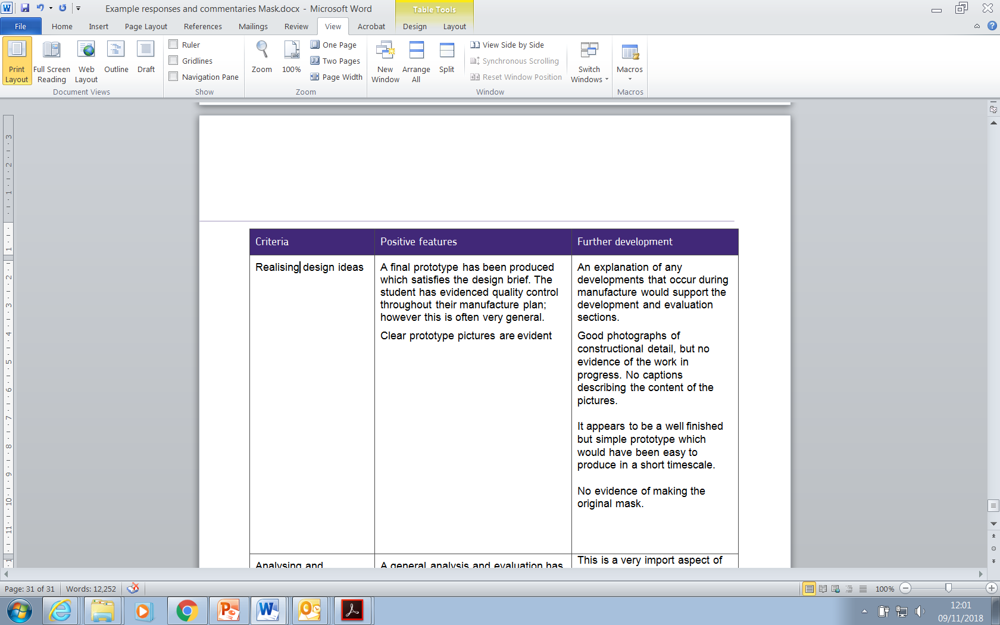 Example responses and commentaries Mask.docx - Microsoft Word
Table Tools
File Home Insert Page Layout References Mailings Review View Acrobat Design Layout
Print Layout
Full Screen Reading
Web Layout
Outline
Draft
Document Views
Ruler
Gridlines
Navigation Pane
Show
Zoom
100%
One Page
Two Pages
Page Width
Zoom
New Window
Arrange All
Split
View Side by Side
Synchronous Scrolling
Reset Window Position
Window
Switch Windows
Macros
Macros
Criteria
Positive features
Further development
Realising design ideas
A final prototype has been produced
which satisfies the design brief. The
student has evidenced quality control
throughout their manufacture plan;
however this is often very general.
Clear prototype pictures are evident
An explanation of any
developments that occur during
manufacture would support the
development and evaluation
sections.
Good photographs of
constructional detail, but no
evidence of the work in
progress. No captions
describing the content of the
pictures.
It appears to be a well finished
but simple prototype which
would have been easy to
produce in a short timescale.
No evidence of making the
original mask.
Analysing and
A general analysis and evaluation has
This is a very import aspect of
Page: 31 of 31
Words: 12,252
100%
12:01
09/11/2018